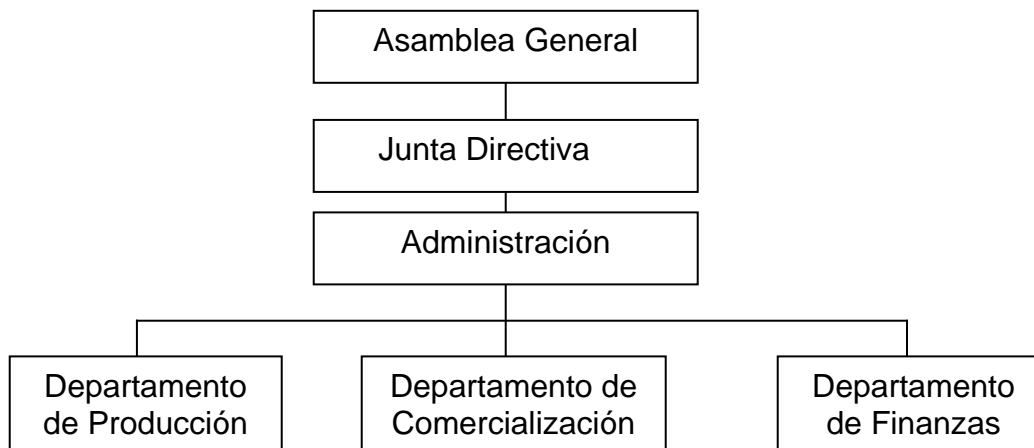 Asamblea General
Junta Directiva
Administración
Departamento
de Producción
Departamento de
Comercialización
Departamento
de Finanzas